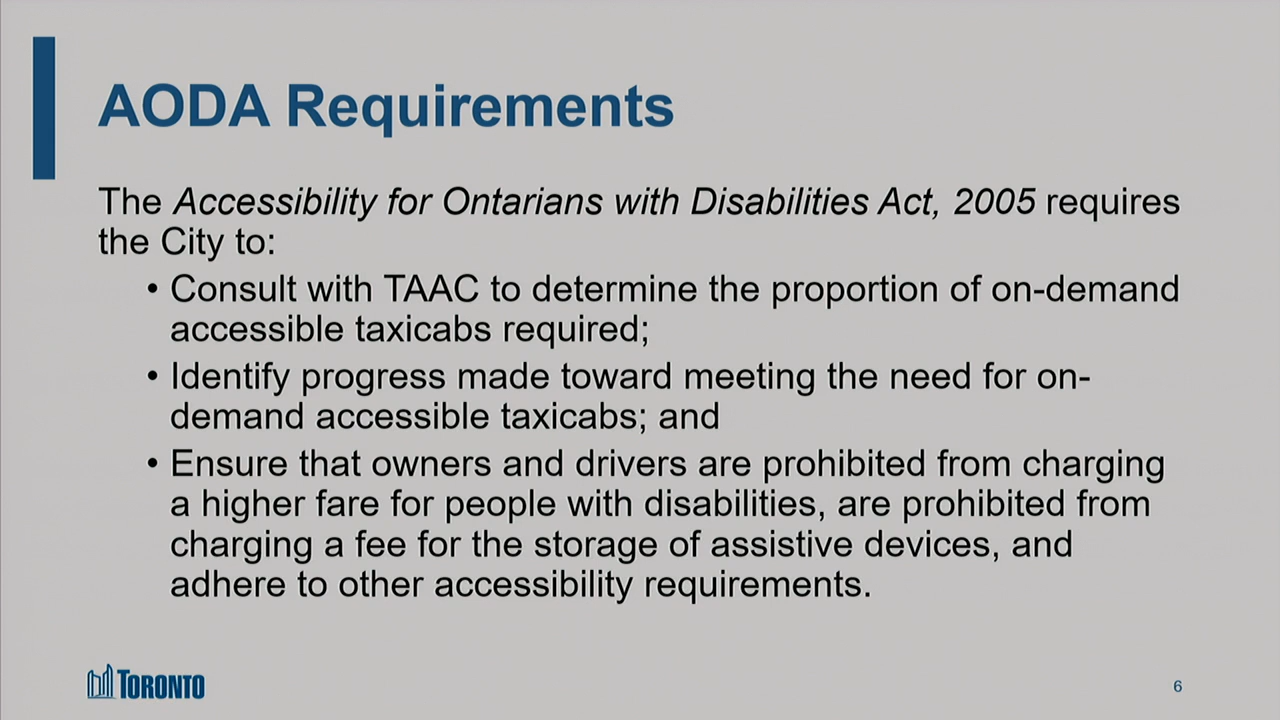 AODA Requirements
The Accessibility for Ontarians with Disabilities Act, 2005 requires
the City to:
• Consult with TAAC to determine the proportion of on-demand
accessible taxicabs required;
• Identify progress made toward meeting the need for on-
demand accessible taxicabs; and
• Ensure that owners and drivers are prohibited from charging
a higher fare for people with disabilities, are prohibited from
charging a fee for the storage of assistive devices, and
adhere to other accessibility requirements.
TORONTO
6